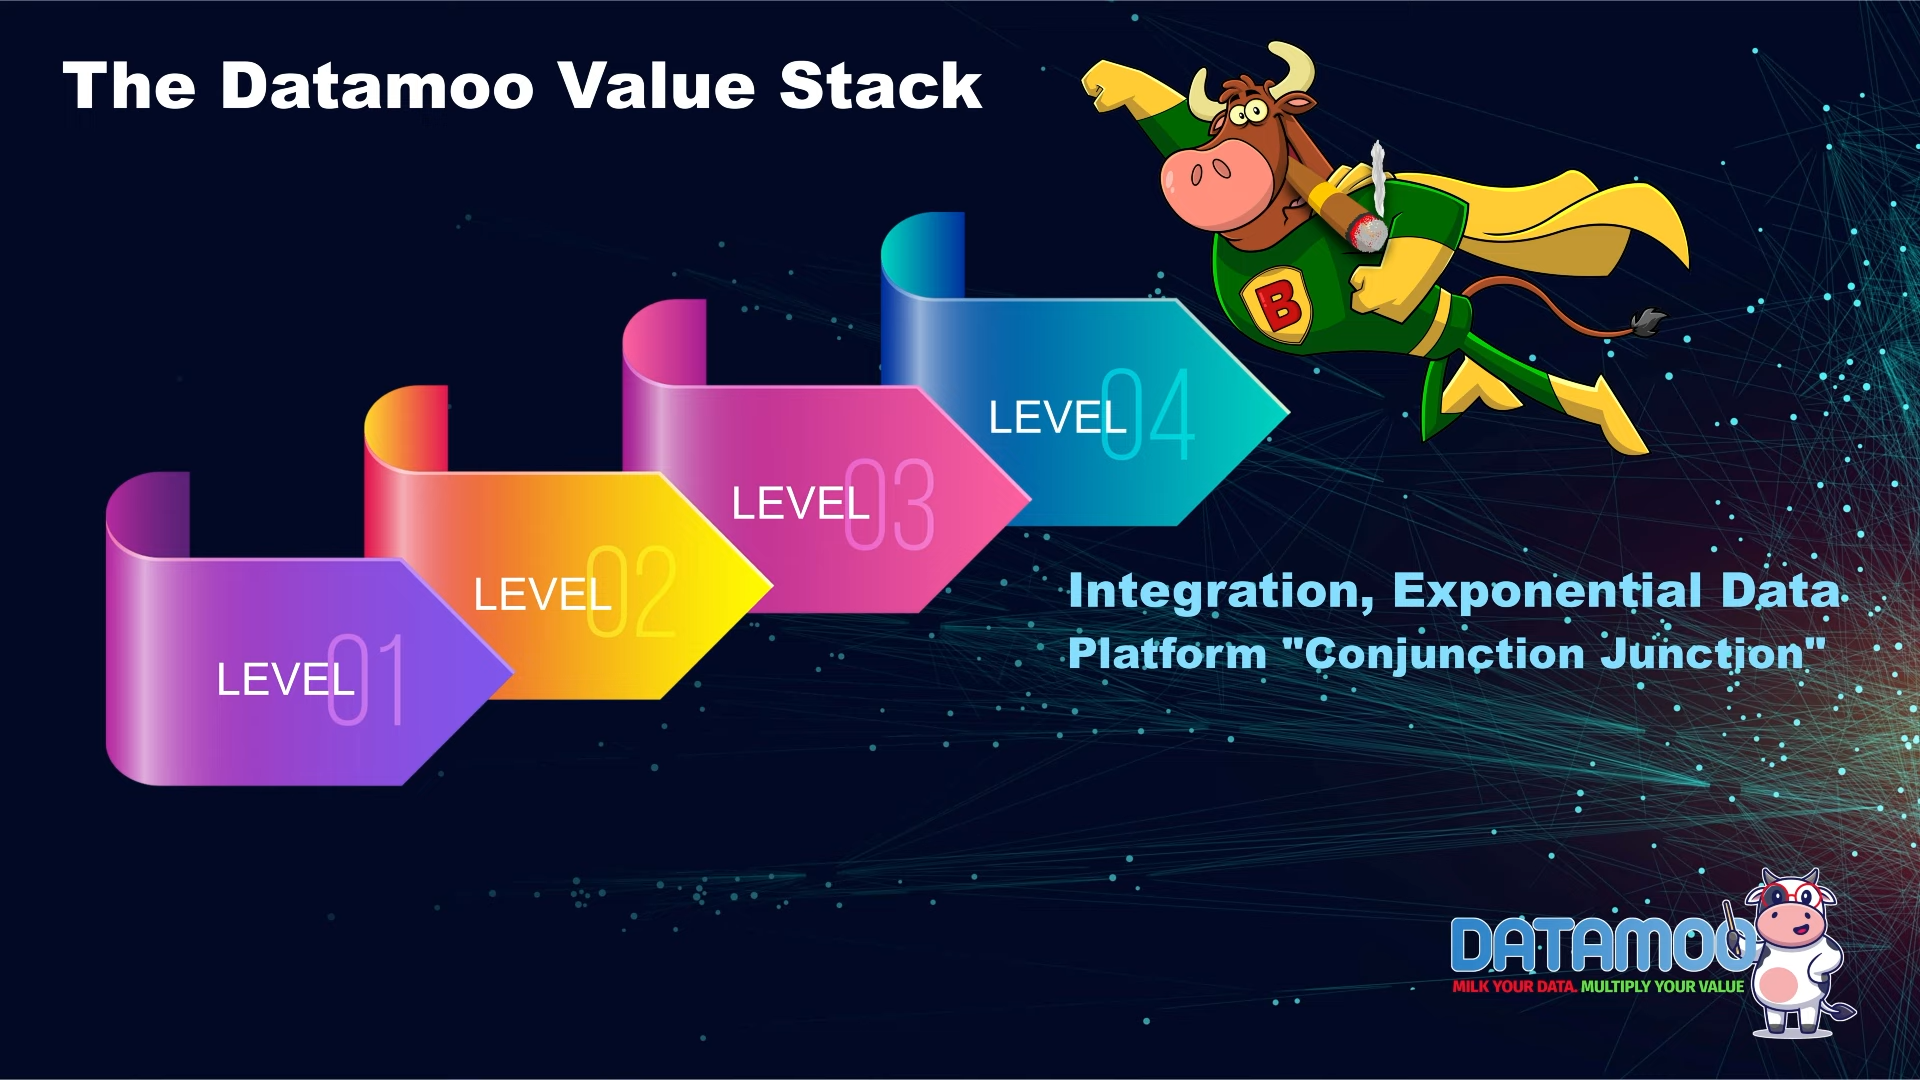 The Datamoo Value Stack
B
LEVEL 04
LEVEL 03
LEVEL 02
LEVEL 01
Integration, Exponential Data
Platform "Conjunction Junction"
DATAMOO
MILK YOUR DATA. MULTIPLY YOUR VALUE